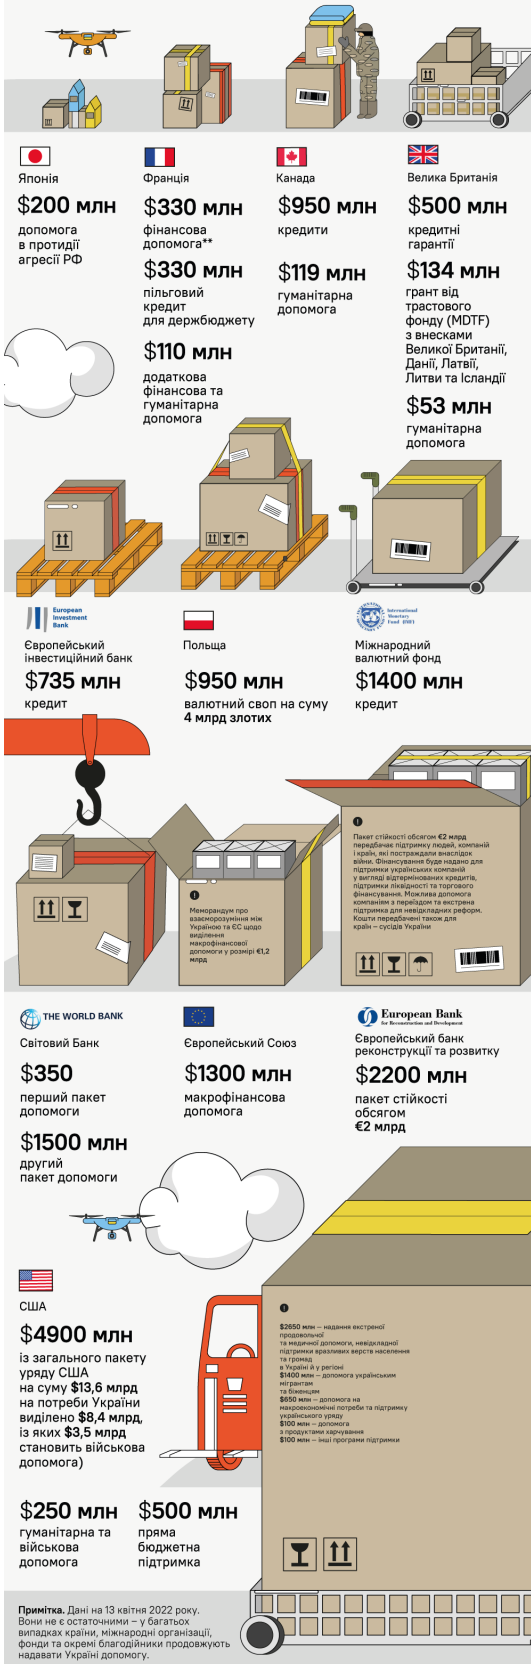 Японія
$200 млн
допомога
в протидії
агресії РФ
Франція
$330 млн
фінансова
допомога**
$330 млн
пільговий
кредит
для держбюджету
$110 млн
додаткова
фінансова та
гуманітарна
допомога
Канада
$950 млн
кредити
$119 млн
гуманітарна
допомога
Велика Британія
$500 млн
кредитні
гарантії
$134 млн
грант від
трастового
фонду (MDTF)
з внесками
Великої Британії,
Данії, Латвії,
Литви та Ісландії
$53 млн
гуманітарна
допомога
European
Investment
Bank
Європейський
інвестиційний банк
$735 млн
кредит
Польща
$950 млн
валютний своп на суму
4 млрд злотих
International
Monetary
Fund (IMF)
Міжнародний
валютний фонд
$1400 млн
кредит
Меморандум про
взаєморозуміння між
Україною та ЄС щодо
виділення
макрофінансової
допомоги у розмірі €1,2
млрд
Пакет стійкості обсягом €2 млрд
передбачає підтримку людей, компаній
і країн, які постраждали внаслідок
війни. Фінансування буде надано для
підтримки українських компаній
у вигляді відтермінованих кредитів,
підтримки ліквідності та торгового
фінансування. Можлива допомога
компаніям з переїздом та екстрена
підтримка для невідкладних реформ.
Кошти передбачені також для
країн – сусідів України
THE WORLD BANK
Світовий Банк
$350
перший пакет
допомоги
$1500 млн
другий
пакет допомоги
Європейський Союз
$1300 млн
макрофінансова
допомога
European Bank
for Reconstruction and Development
Європейський банк
реконструкції та розвитку
$2200 млн
пакет стійкості
обсягом
€2 млрд
США
$4900 млн
із загального пакету
уряду США
на суму $13,6 млрд
на потреби України
виділено $8,4 млрд,
із яких $3,5 млрд
становить військова
допомога)
$250 млн
гуманітарна та
військова
допомога
$500 млн
пряма
бюджетна
підтримка
$2650 млн — надання екстреної
продовольчої
та медичної допомоги, невідкладної
підтримки вразливих верств населення
та громад
в Україні й у регіоні
$1400 млн — допомога українським
мігрантам
та біженцям
$650 млн — допомога на
макроекономічні потреби та підтримку
українського уряду
$100 млн — допомога
з продуктами харчування
$100 млн — інші програми підтримки
Примітка. Дані на 13 квітня 2022 року.
Вони не є остаточними – у багатьох
випадках країни, міжнародні організації,
фонди та окремі благодійники продовжують
надавати Україні допомогу.